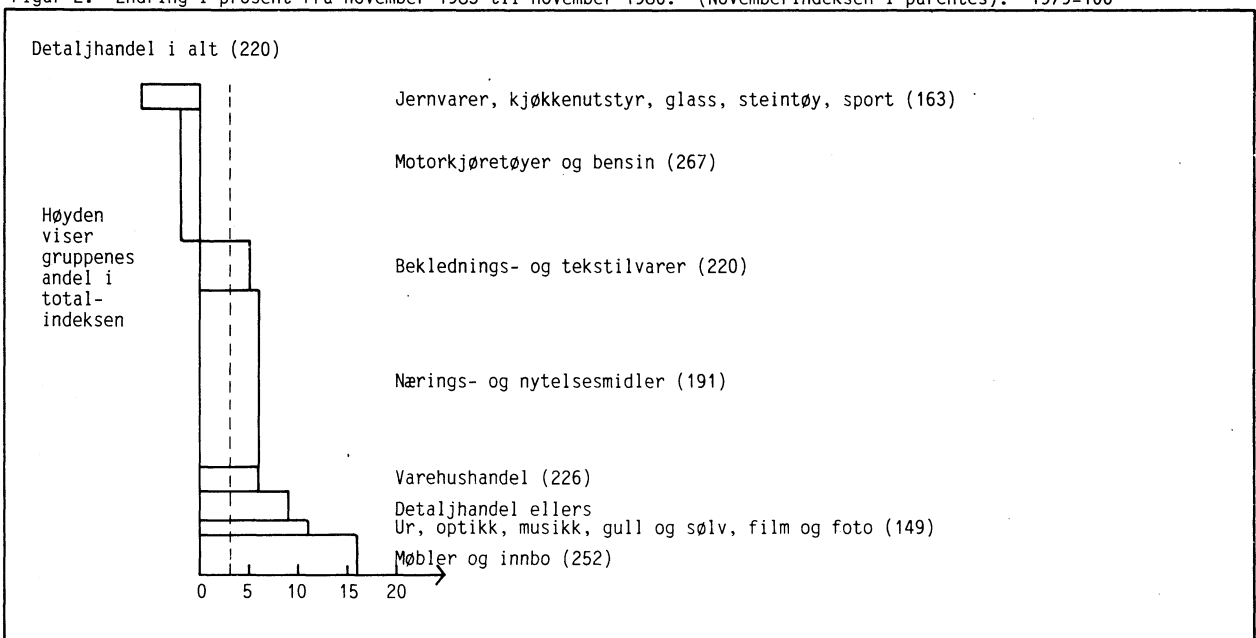 Detaljhandel i alt (220)
Jernvarer, kjøkkenutstyr, glass, steintøy, sport (163)
Motorkjøretøyer og bensin (267)
Høyden
viser
gruppenes
andel i
total-
indeksen
Beklednings- og tekstilvarer (220)
Nærings- og nytelsesmidler (191)
Varehushandel (226)
Detaljhandel ellers
Ur, optikk, musikk, gull og sølv, film og foto (149)
Møbler og innbo (252)
0 5 10 15 20